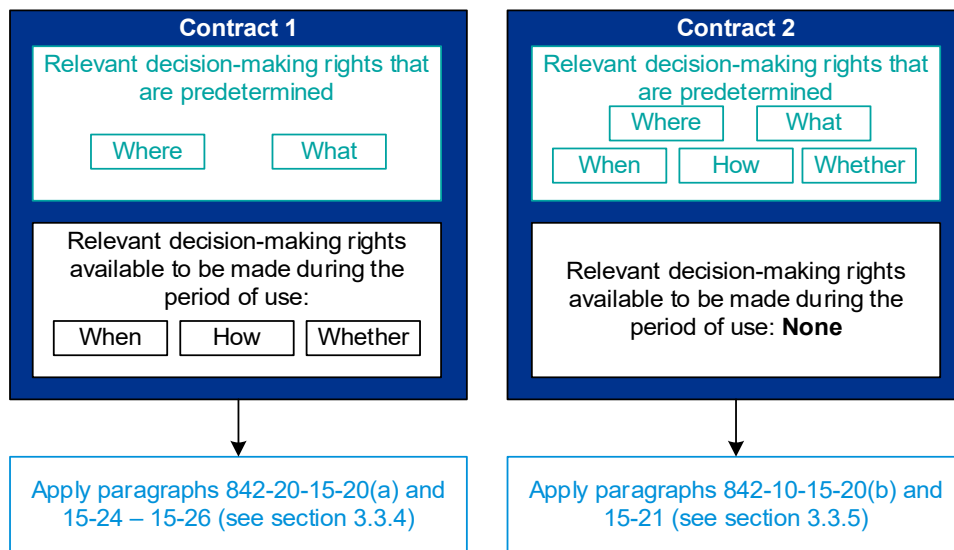 Contract 1
Relevant decision-making rights that
are predetermined
Where
What
Relevant decision-making rights
available to be made during the
period of use:
When
How
Whether
Apply paragraphs 842-20-15-20(a) and
15-24 – 15-26 (see section 3.3.4)
Contract 2
Relevant decision-making rights that
are predetermined
Where
What
When
How
Whether
Relevant decision-making rights
available to be made during the
period of use: None
Apply paragraphs 842-10-15-20(b) and
15-21 (see section 3.3.5)